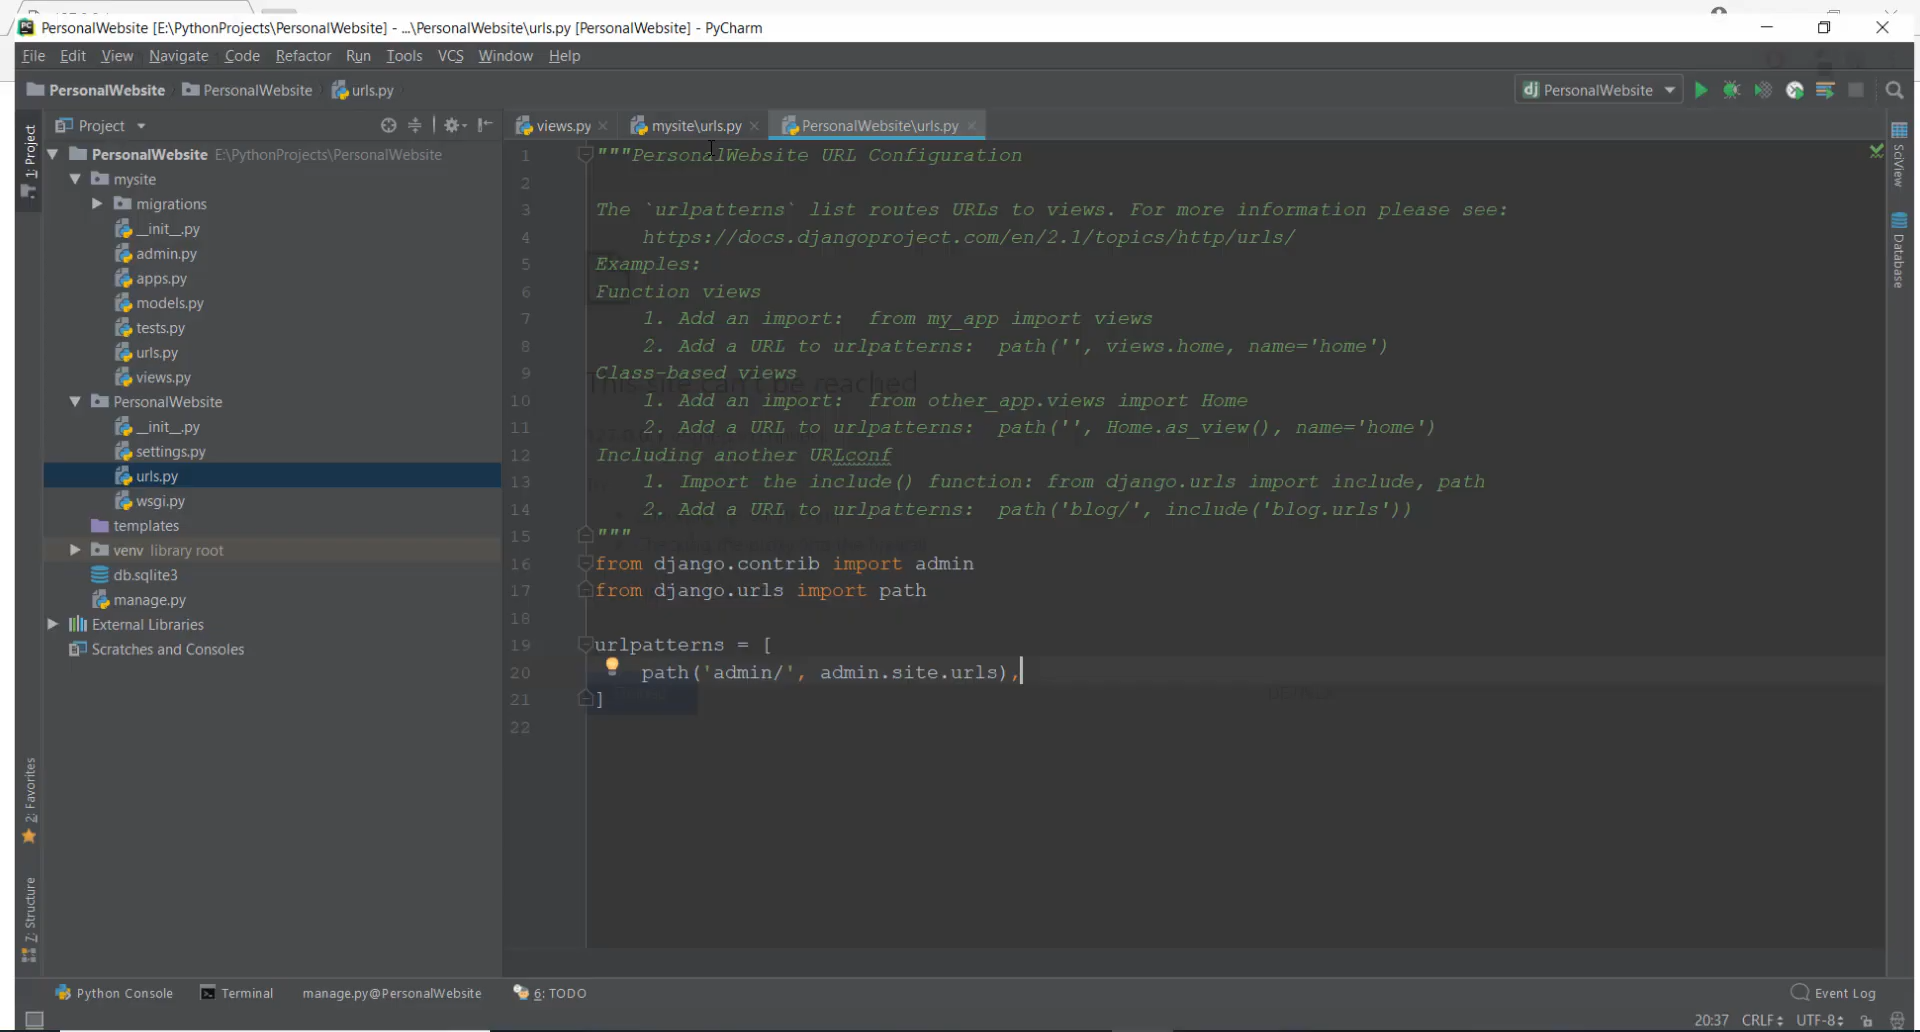 PersonalWebsite [E:\PythonProjects\PersonalWebsite] - ...\PersonalWebsite\urls.py [PersonalWebsite] - PyCharm
File Edit View Navigate Code Refactor Run Tools VCS Window Help
PersonalWebsite PersonalWebsite urls.py dj PersonalWebsite
Project views.py mysite\urls.py PersonalWebsite\urls.py
1: Project
PersonalWebsite E:\PythonProjects\PersonalWebsite
mysite
migrations
__init__.py
admin.py
apps.py
models.py
tests.py
urls.py
views.py
PersonalWebsite
__init__.py
settings.py
urls.py
wsgi.py
templates
venv library root
db.sqlite3
manage.py
External Libraries
Scratches and Consoles
2: Favorites
7: Structure
1 """PersonalWebsite URL Configuration
2
3 The `urlpatterns` list routes URLs to views. For more information please see:
4 https://docs.djangoproject.com/en/2.1/topics/http/urls/
5 Examples:
6 Function views
7 1. Add an import:  from my_app import views
8 2. Add a URL to urlpatterns:  path('', views.home, name='home')
9 Class-based views
This site can't be reached
10 1. Add an import:  from other_app.views import Home
11 2. Add a URL to urlpatterns:  path('', Home.as_view(), name='home')
12 Including another URLconf
13 1. Import the include() function: from django.urls import include, path
14 2. Add a URL to urlpatterns:  path('blog/', include('blog.urls'))
15 """
16 from django.contrib import admin
17 from django.urls import path
18
19 urlpatterns = [
20 path('admin/', admin.site.urls),
21 ]
22
SciView
Database
Python Console Terminal manage.py@PersonalWebsite 6: TODO Event Log
20:37 CRLF UTF-8